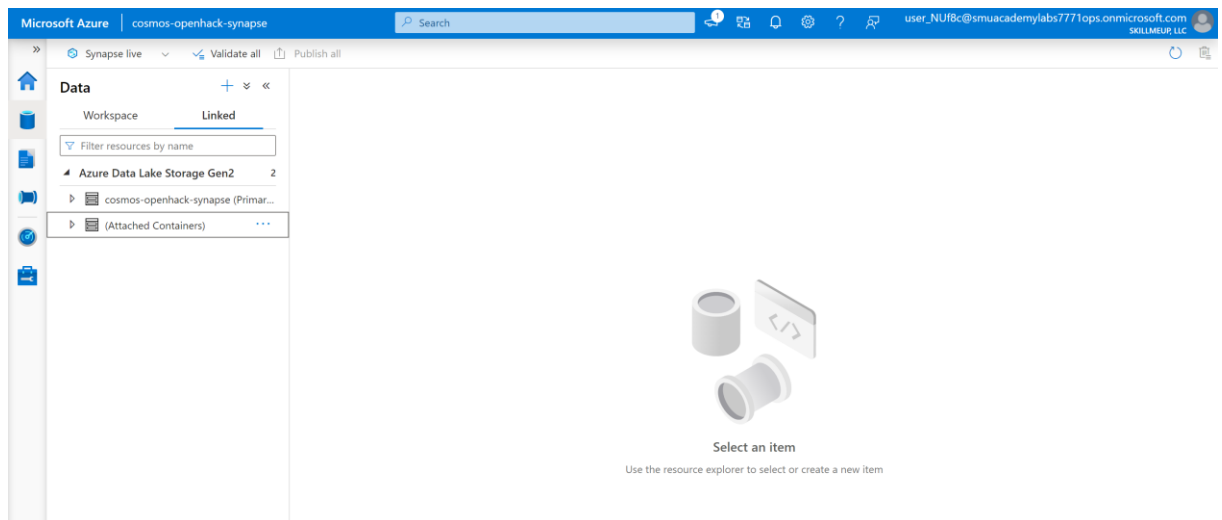 Microsoft Azure cosmos-openhack-synapse Search 1 user_NUf8c@smuacademylabs7771ops.onmicrosoft.com
SKILLMEUP, LLC
Synapse live Validate all Publish all
Data
Workspace Linked
Filter resources by name
Azure Data Lake Storage Gen2 2
cosmos-openhack-synapse (Primar...
(Attached Containers) ...
Select an item
Use the resource explorer to select or create a new item